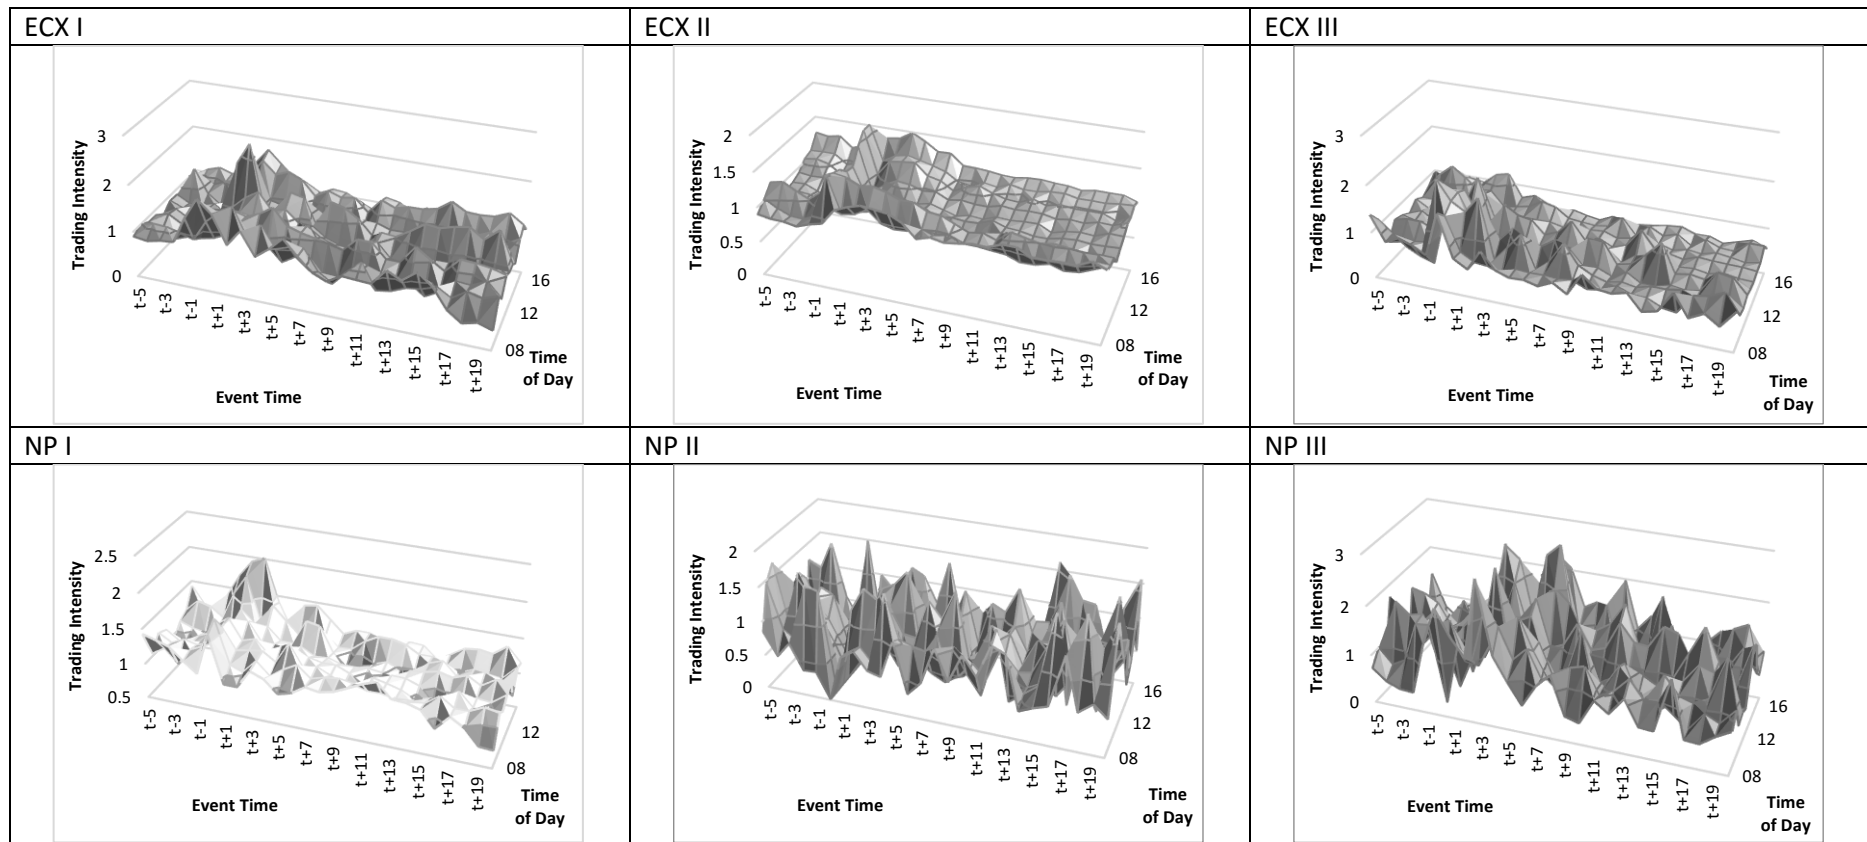 ECX I
ECX II
ECX III
Trading Intensity
3
2
1
0
t-5
t-3
t-1
t+1
t+3
t+5
t+7
t+9
t+11
t+13
t+15
t+17
t+19
Event Time
16
12
08
Time
of Day
Trading Intensity
2
1.5
1
0.5
0
t-5
t-3
t-1
t+1
t+3
t+5
t+7
t+9
t+11
t+13
t+15
t+17
t+19
Event Time
16
12
08
Time
of Day
Trading Intensity
3
2
1
0
t-5
t-3
t-1
t+1
t+3
t+5
t+7
t+9
t+11
t+13
t+15
t+17
t+19
Event Time
16
12
08
Time
of Day
NP I
NP II
NP III
Trading Intensity
2.5
2
1.5
1
0.5
t-5
t-3
t-1
t+1
t+3
t+5
t+7
t+9
t+11
t+13
t+15
t+17
t+19
Event Time
12
08
Time
of Day
Trading Intensity
2
1.5
1
0.5
0
t-5
t-3
t-1
t+1
t+3
t+5
t+7
t+9
t+11
t+13
t+15
t+17
t+19
Event Time
16
12
08
Time
of Day
Trading Intensity
3
2
1
0
t-5
t-3
t-1
t+1
t+3
t+5
t+7
t+9
t+11
t+13
t+15
t+17
t+19
Event Time
16
12
08
Time
of Day